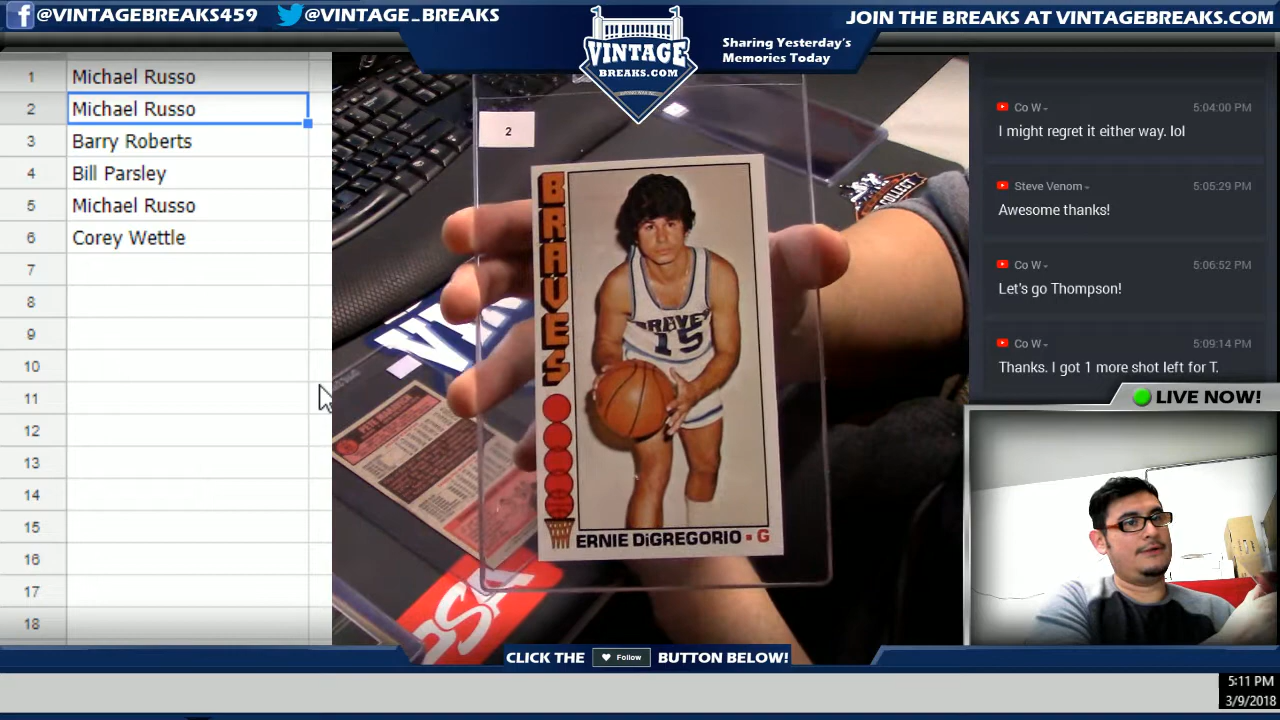 @VINTAGEBREAKS459
@VINTAGE_BREAKS
VINTAGE
BREAKS.COM
Sharing Yesterday's
Memories Today
JOIN THE BREAKS AT VINTAGEBREAKS.COM
1 Michael Russo
2 Michael Russo
3 Barry Roberts
4 Bill Parsley
5 Michael Russo
6 Corey Wettle
7
8
9
10
11
12
13
14
15
16
17
18
2
BRAVES
BRAVES
15
ERNIE DiGREGORIO • G
PSA
COLLECT
Co W 5:04:00 PM
I might regret it either way. lol
Steve Venom 5:05:29 PM
Awesome thanks!
Co W 5:06:52 PM
Let's go Thompson!
Co W 5:09:14 PM
Thanks. I got 1 more shot left for T.
LIVE NOW!
CLICK THE Follow BUTTON BELOW!
5:11 PM
3/9/2018